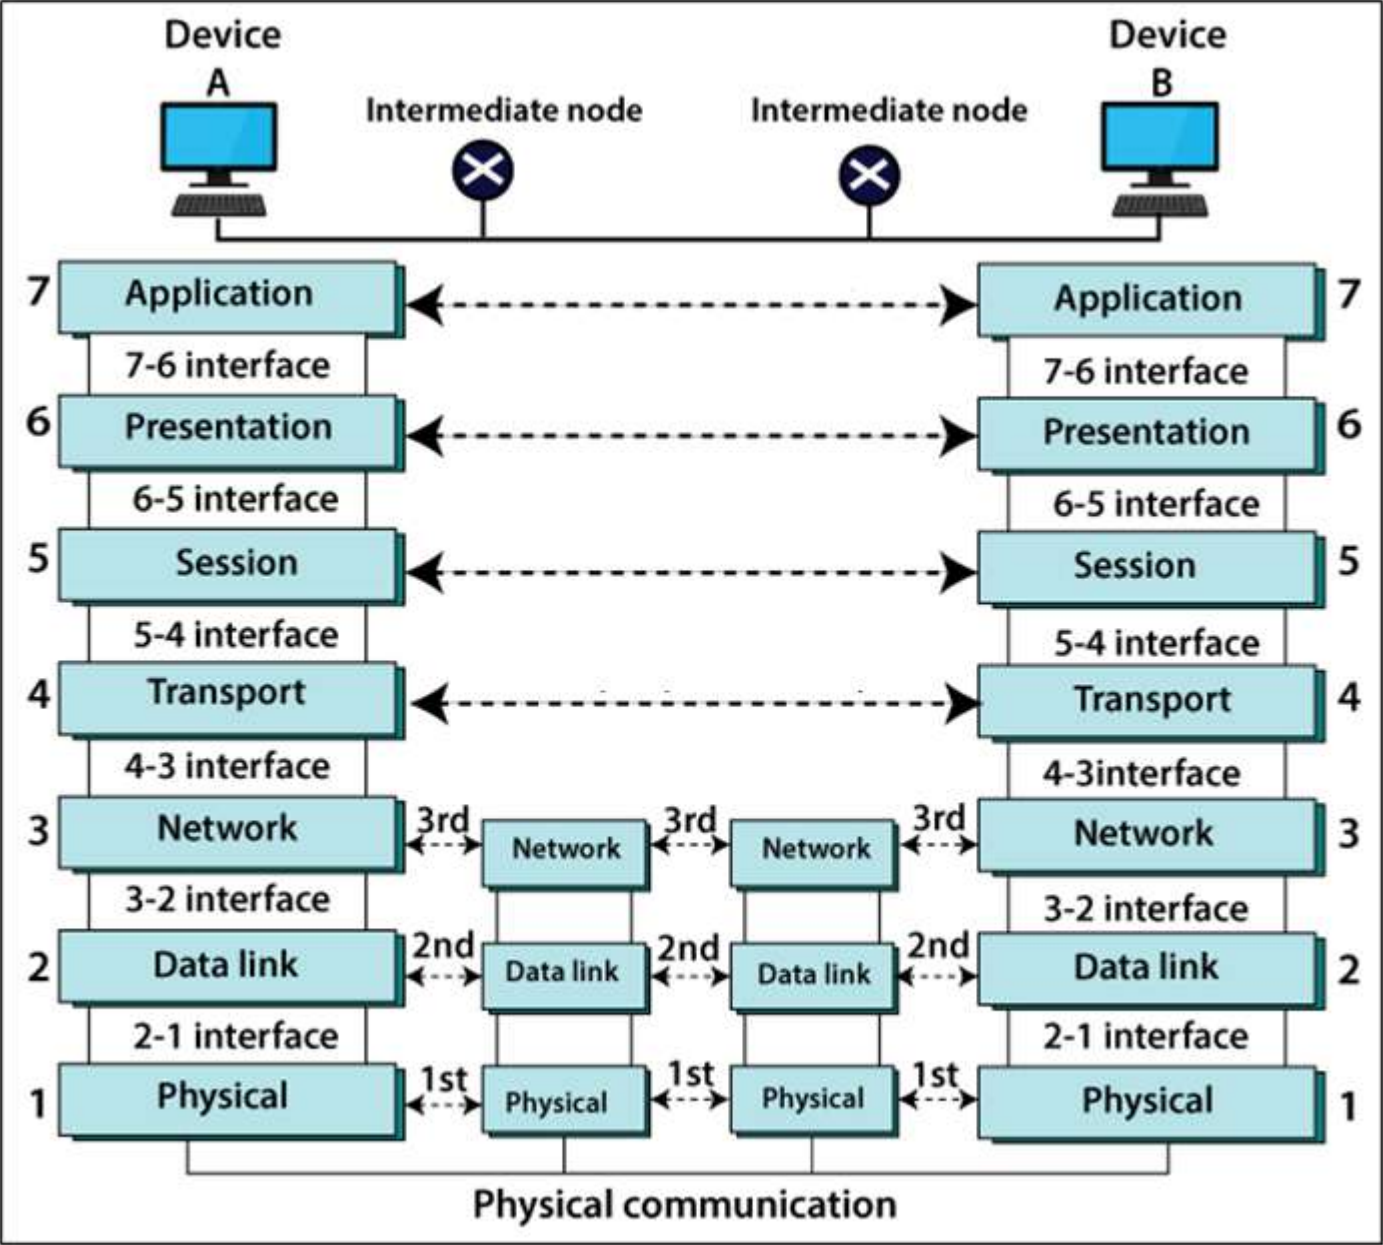 Device
A
Device
B
Intermediate node
Intermediate node
7
Application
Application
7
7-6 interface
7-6 interface
6
Presentation
Presentation
6
6-5 interface
6-5 interface
5
Session
Session
5
5-4 interface
5-4 interface
4
Transport
Transport
4
4-3 interface
4-3interface
3
Network
3rd
Network
3rd
Network
3rd
Network
3
3-2 interface
3-2 interface
2
Data link
2nd
Data link
2nd
Data link
2nd
Data link
2
2-1 interface
2-1 interface
1
Physical
1st
Physical
1st
Physical
1st
Physical
1
Physical communication